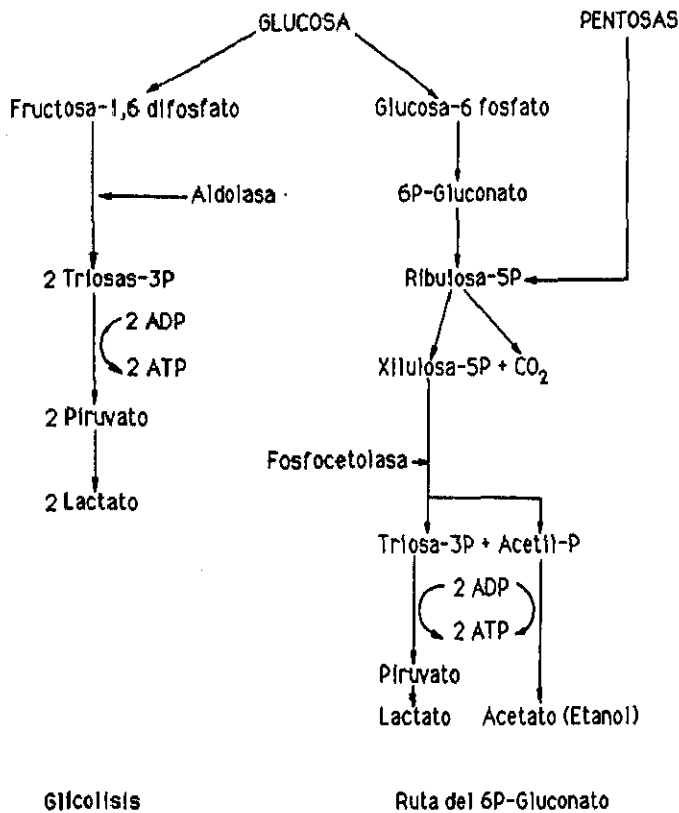 GLUCOSA
PENTOSAS
Fructosa-1,6 difosfato
Glucosa-6 fosfato
Aldolasa
6P-Gluconato
2 Triosas-3P
Ribulosa-5P
2 ADP
2 ATP
Xilulosa-5P + CO₂
2 Piruvato
Fosfocetolasa
2 Lactato
Triosa-3P + Acetil-P
2 ADP
2 ATP
Piruvato
Lactato
Acetato (Etanol)
Glicolisis
Ruta del 6P-Gluconato